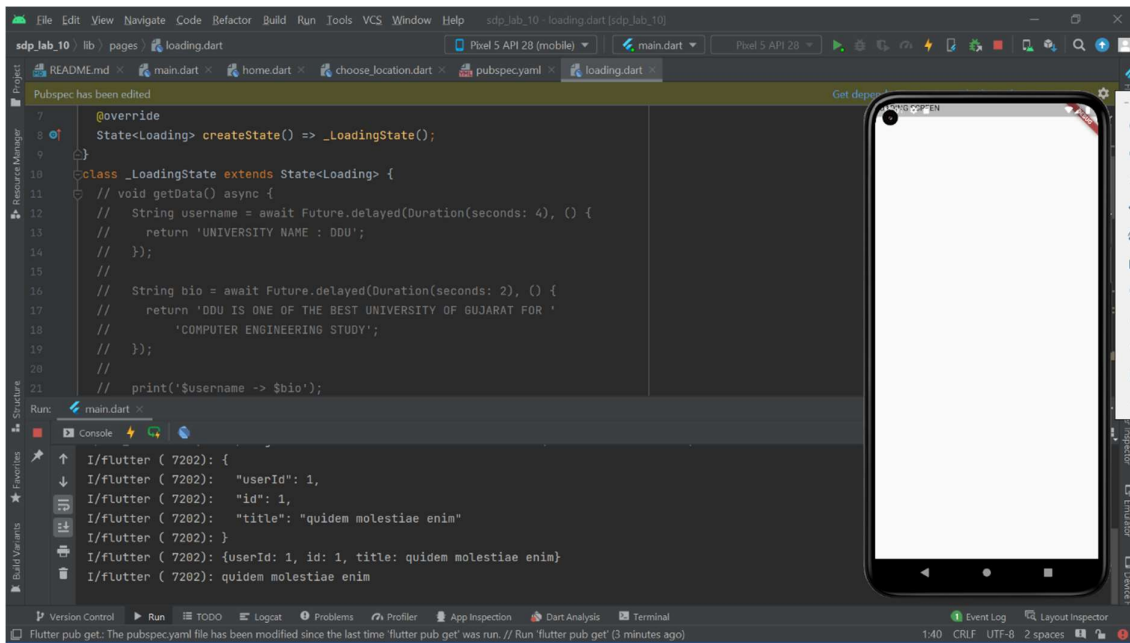 File Edit View Navigate Code Refactor Build Run Tools VCS Window Help sdp_lab_10 - loading.dart [sdp_lab_10]
sdp_lab_10 lib pages loading.dart Pixel 5 API 28 (mobile) main.dart Pixel 5 API 28
README.md main.dart home.dart choose_location.dart pubspec.yaml loading.dart
Pubspec has been edited Get
7 @override
8 State<Loading> createState() => _LoadingState();
9 }
10 class _LoadingState extends State<Loading> {
11 // void getData() async {
12 // String username = await Future.delayed(Duration(seconds: 4), () {
13 // return 'UNIVERSITY NAME : DDU';
14 // });
15 //
16 // String bio = await Future.delayed(Duration(seconds: 2), () {
17 // return 'DDU IS ONE OF THE BEST UNIVERSITY OF GUJARAT FOR '
18 // 'COMPUTER ENGINEERING STUDY';
19 // });
20 //
21 // print('$username -> $bio');
Run: main.dart
Console
I/flutter ( 7202): {
I/flutter ( 7202): "userId": 1,
I/flutter ( 7202): "id": 1,
I/flutter ( 7202): "title": "quidem molestiae enim"
I/flutter ( 7202): }
I/flutter ( 7202): {userId: 1, id: 1, title: quidem molestiae enim}
I/flutter ( 7202): quidem molestiae enim
Project
Resource Manager
Structure
Favorites
Build Variants
SCREEN
Emulator
Version Control Run TODO Logcat Problems Profiler App Inspection Dart Analysis Terminal 1 Event Log Layout Inspector
Flutter pub get.: The pubspec.yaml file has been modified since the last time 'flutter pub get' was run. // Run 'flutter pub get' (3 minutes ago) 1:40 CRLF UTF-8 2 spaces